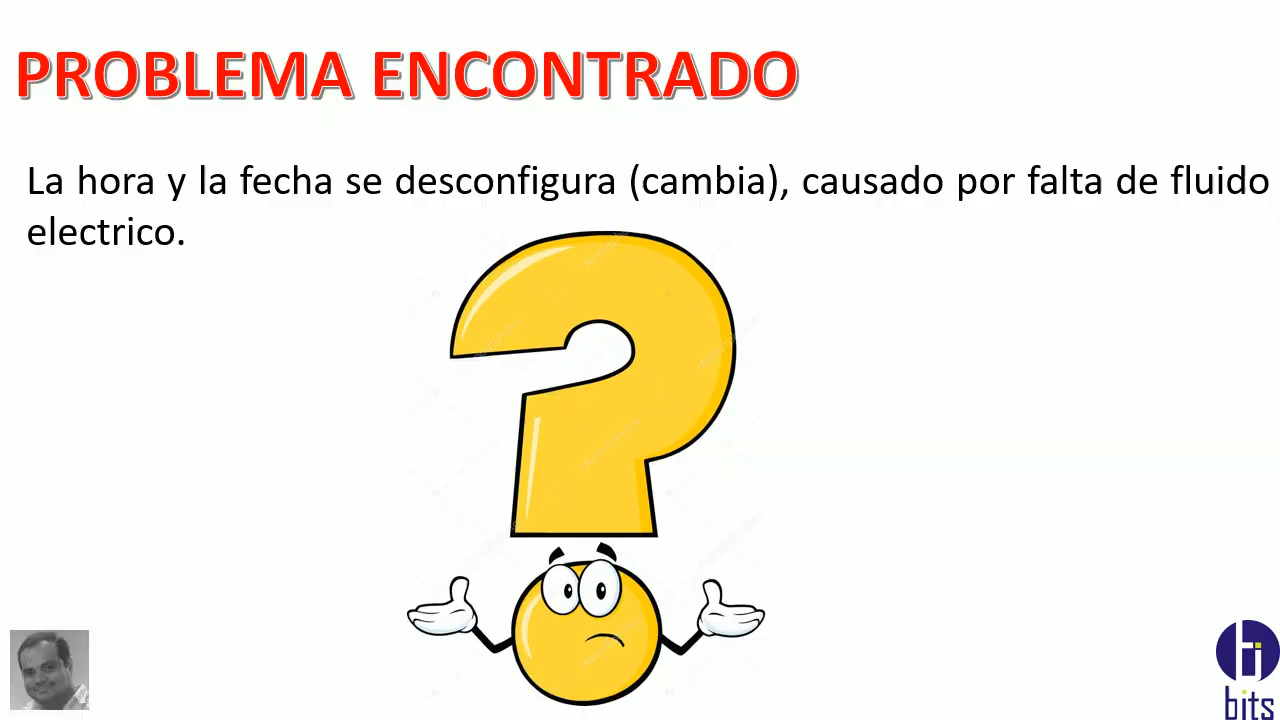 PROBLEMA ENCONTRADO
La hora y la fecha se desconfigura (cambia), causado por falta de fluido
electrico.
bits